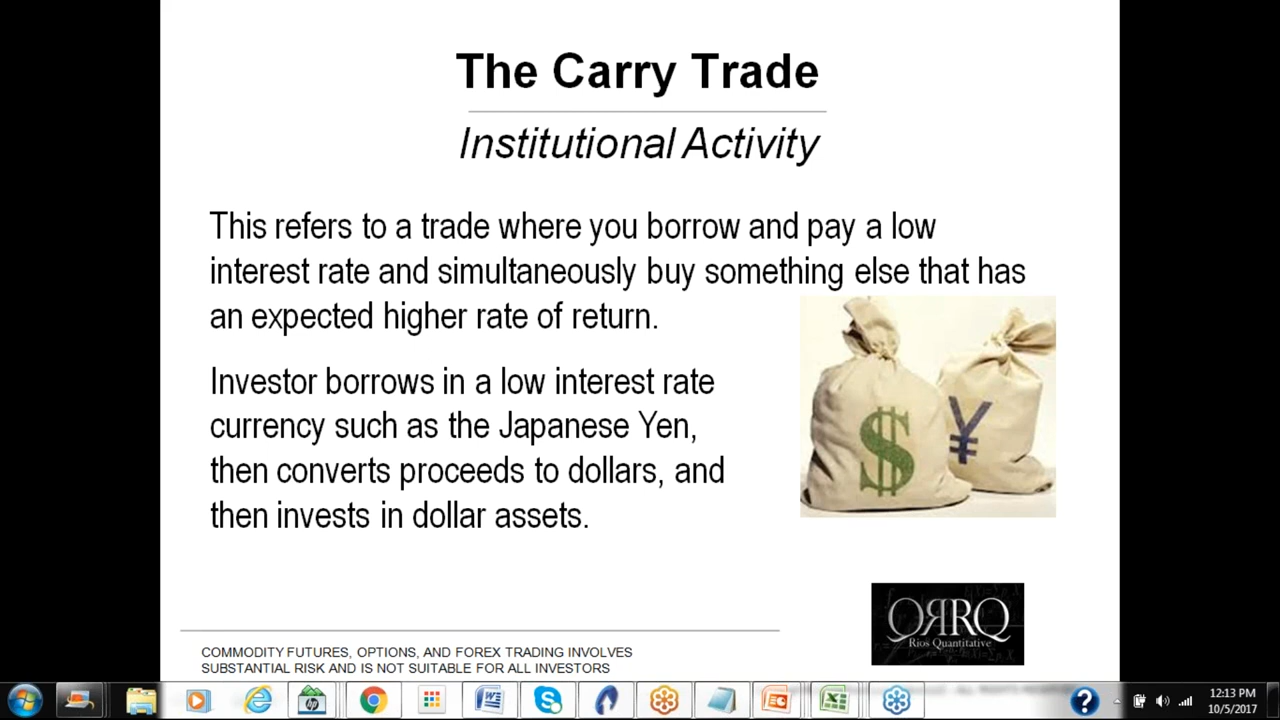 The Carry Trade
Institutional Activity
This refers to a trade where you borrow and pay a low
interest rate and simultaneously buy something else that has
an expected higher rate of return.
Investor borrows in a low interest rate
currency such as the Japanese Yen,
then converts proceeds to dollars, and
then invests in dollar assets.
$
¥
QRRQ
Rios Quantitative
COMMODITY FUTURES, OPTIONS, AND FOREX TRADING INVOLVES
SUBSTANTIAL RISK AND IS NOT SUITABLE FOR ALL INVESTORS
12:13 PM
10/5/2017